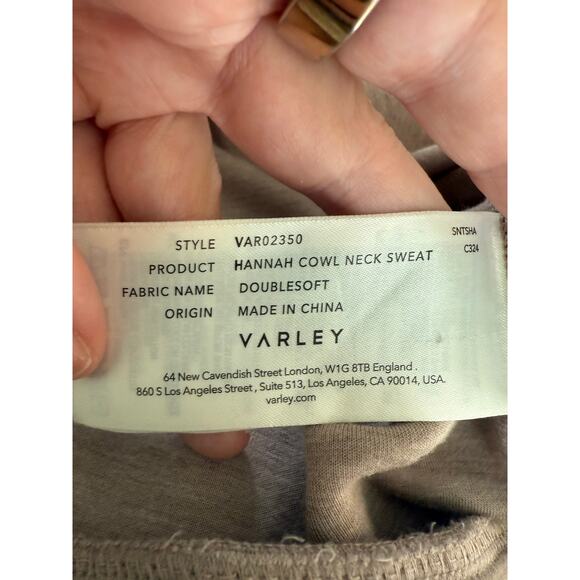 STYLE VAR02350
PRODUCT HANNAH COWL NECK SWEAT
FABRIC NAME DOUBLESOFT
ORIGIN MADE IN CHINA
SNTSHA
C324
VARLEY
64 New Cavendish Street London, W1G 8TB England .
860 S Los Angeles Street , Suite 513, Los Angeles, CA 90014, USA.
varley.com